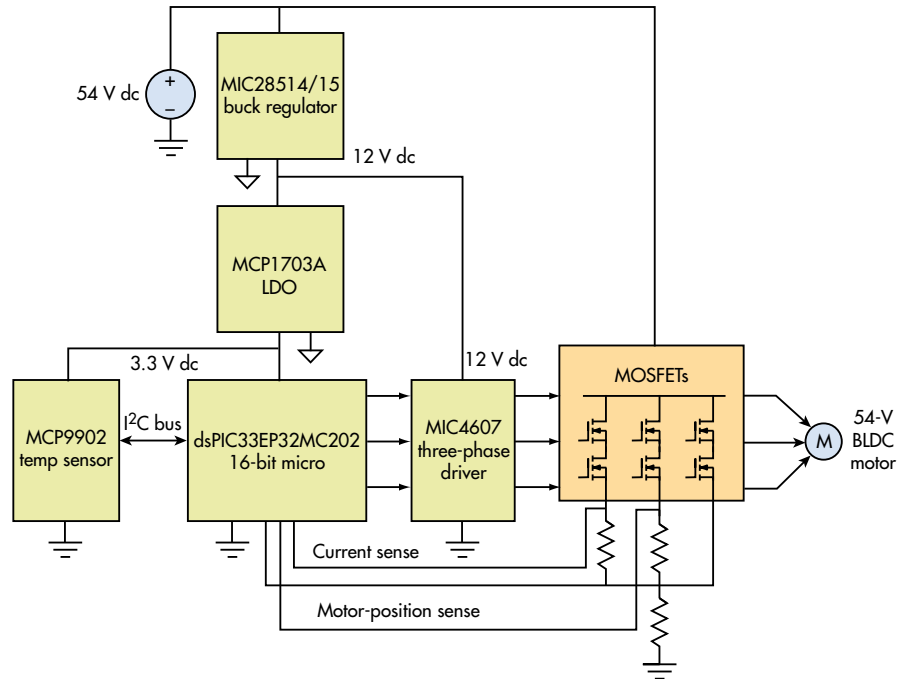 54 V dc
+
–
MIC28514/15
buck regulator
12 V dc
MCP1703A
LDO
3.3 V dc
12 V dc
MCP9902
temp sensor
I²C bus
dsPIC33EP32MC202
16-bit micro
MIC4607
three-phase
driver
MOSFETs
M
54-V
BLDC
motor
Current sense
Motor-position sense